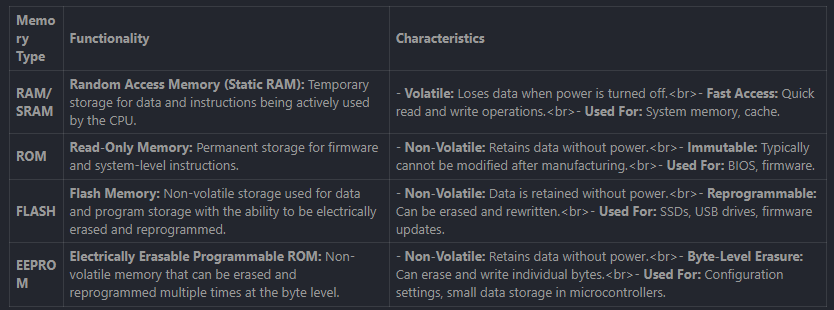 Memo
ry
Type
Functionality
Characteristics
RAM/
SRAM
Random Access Memory (Static RAM): Temporary
storage for data and instructions being actively used
by the CPU.
- Volatile: Loses data when power is turned off.<br>- Fast Access: Quick
read and write operations.<br>- Used For: System memory, cache.
ROM
Read-Only Memory: Permanent storage for firmware
and system-level instructions.
- Non-Volatile: Retains data without power.<br>- Immutable: Typically
cannot be modified after manufacturing.<br>- Used For: BIOS, firmware.
FLASH
Flash Memory: Non-volatile storage used for data
and program storage with the ability to be electrically
erased and reprogrammed.
- Non-Volatile: Data is retained without power.<br>- Reprogrammable:
Can be erased and rewritten.<br>- Used For: SSDs, USB drives, firmware
updates.
EEPRO
M
Electrically Erasable Programmable ROM: Non-
volatile memory that can be erased and
reprogrammed multiple times at the byte level.
- Non-Volatile: Retains data without power.<br>- Byte-Level Erasure:
Can erase and write individual bytes.<br>- Used For: Configuration
settings, small data storage in microcontrollers.